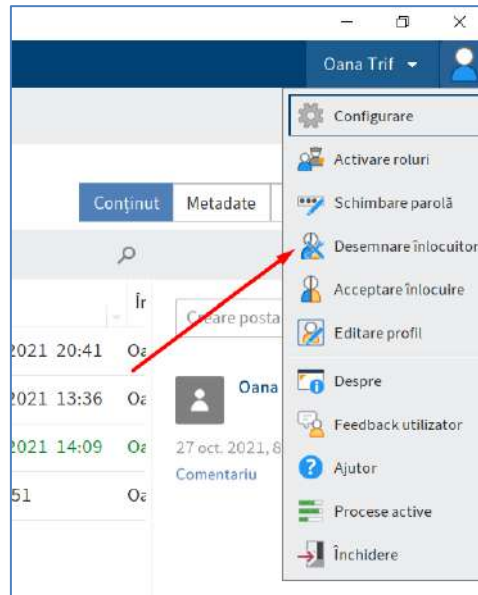 Oana Trif
Configurare
Activare roluri
Conținut
Metadate
Schimbare parolă
Desemnare înlocuitor
Acceptare înlocuire
Editare profil
Creare posta
2021 20:41
2021 13:36
Oana
2021 14:09
27 oct. 2021, 8
Comentariu
51
Despre
Feedback utilizator
Ajutor
Procese active
Închidere